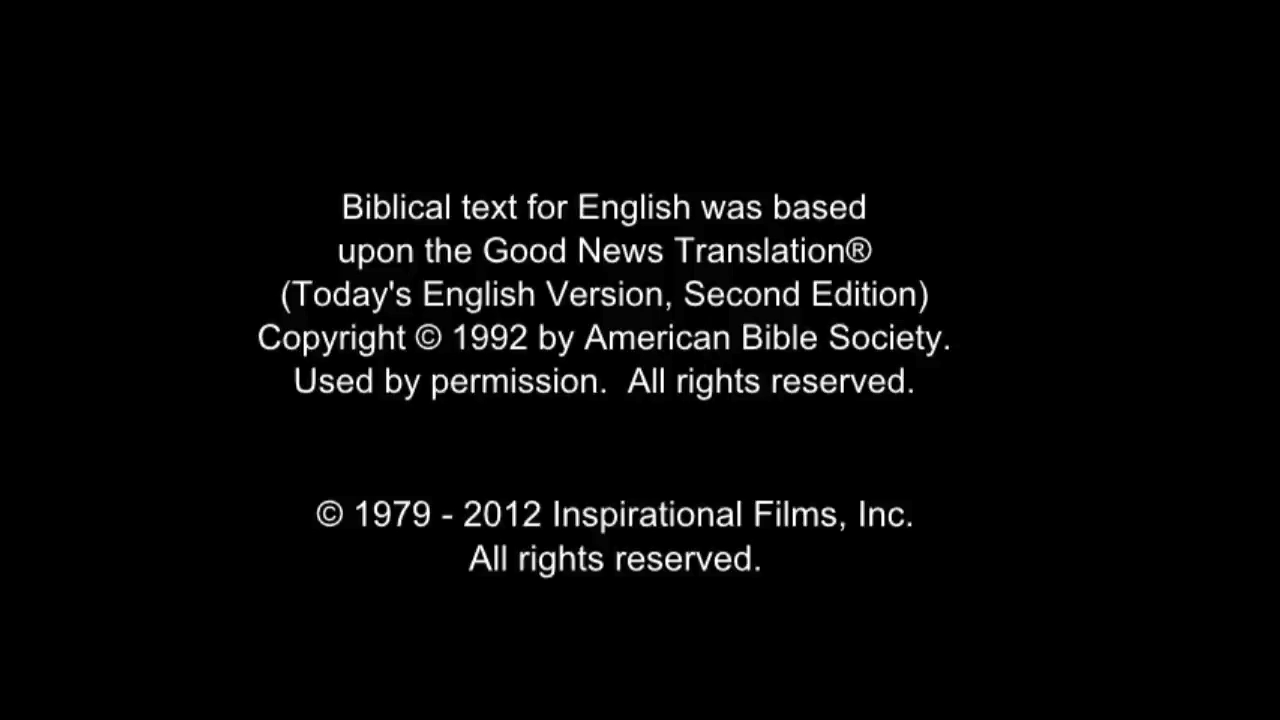 Biblical text for English was based
upon the Good News Translation®
(Today's English Version, Second Edition)
Copyright © 1992 by American Bible Society.
Used by permission.  All rights reserved.
© 1979 - 2012 Inspirational Films, Inc.
All rights reserved.